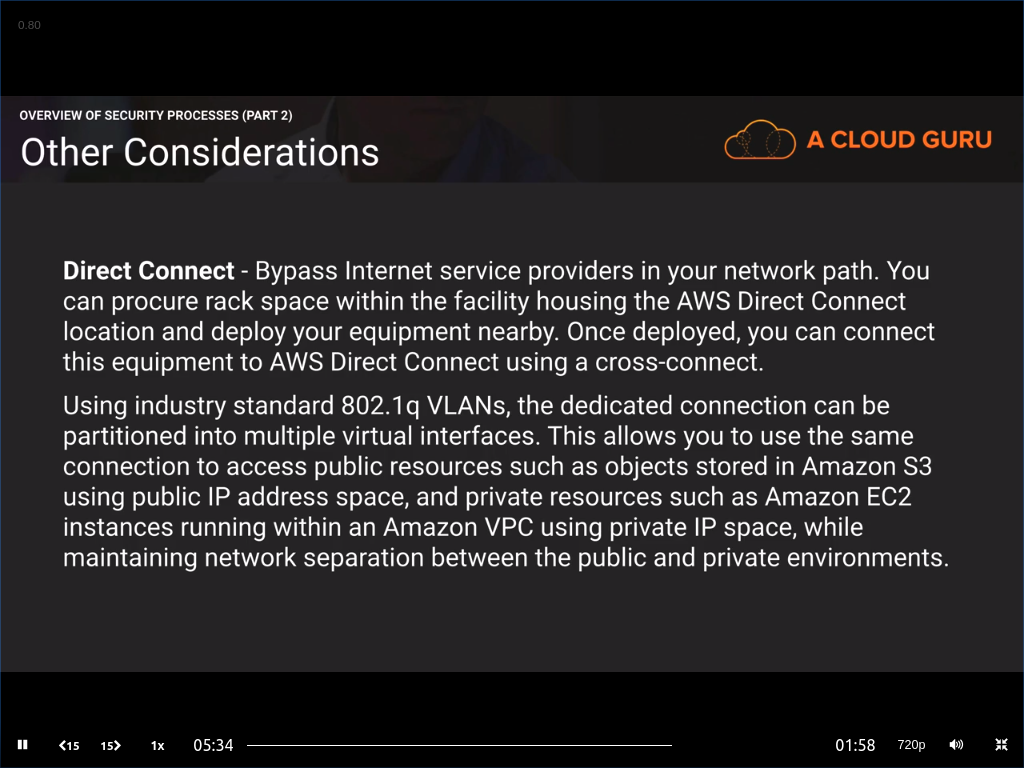 0.80
OVERVIEW OF SECURITY PROCESSES (PART 2)
Other Considerations
A CLOUD GURU
Direct Connect - Bypass Internet service providers in your network path. You
can procure rack space within the facility housing the AWS Direct Connect
location and deploy your equipment nearby. Once deployed, you can connect
this equipment to AWS Direct Connect using a cross-connect.
Using industry standard 802.1q VLANs, the dedicated connection can be
partitioned into multiple virtual interfaces. This allows you to use the same
connection to access public resources such as objects stored in Amazon S3
using public IP address space, and private resources such as Amazon EC2
instances running within an Amazon VPC using private IP space, while
maintaining network separation between the public and private environments.
15 15 1x 05:34 01:58 720p